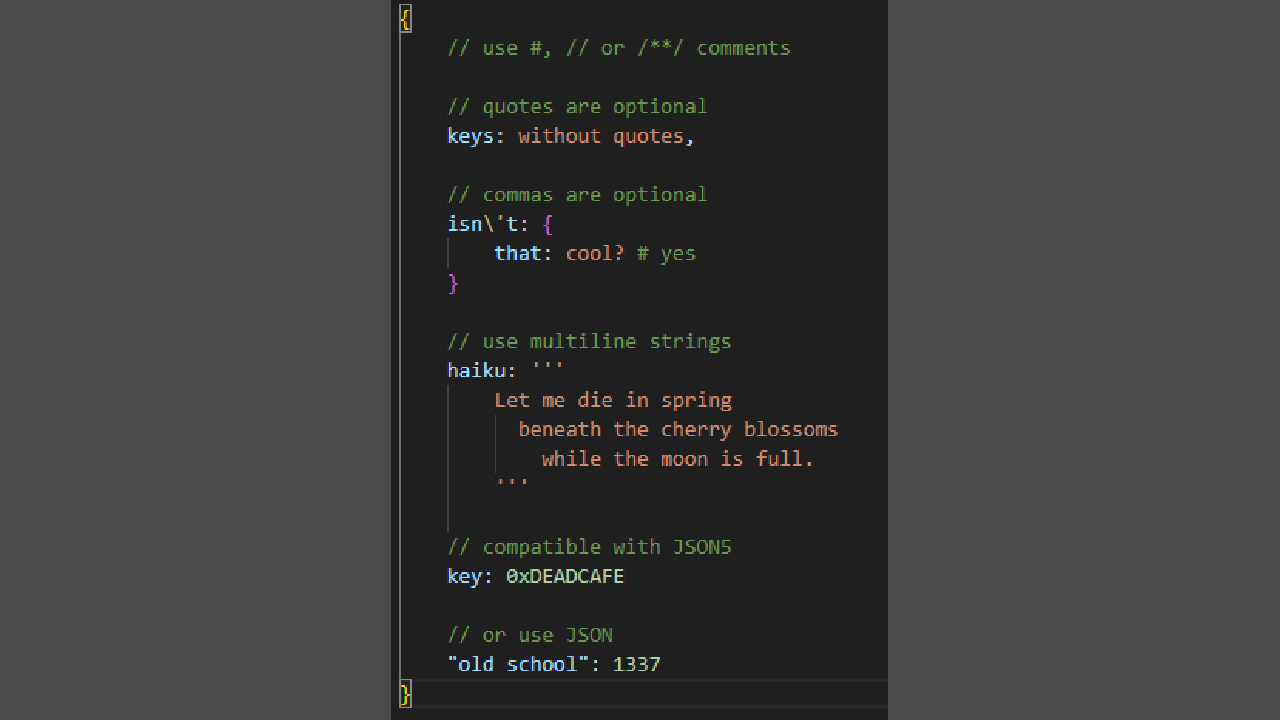 {
// use #, // or /**/ comments
// quotes are optional
keys: without quotes,
// commas are optional
isn\'t: {
that: cool? # yes
}
// use multiline strings
haiku: '''
Let me die in spring
beneath the cherry blossoms
while the moon is full.
'''
// compatible with JSON5
key: 0xDEADCAFE
// or use JSON
"old school": 1337
}